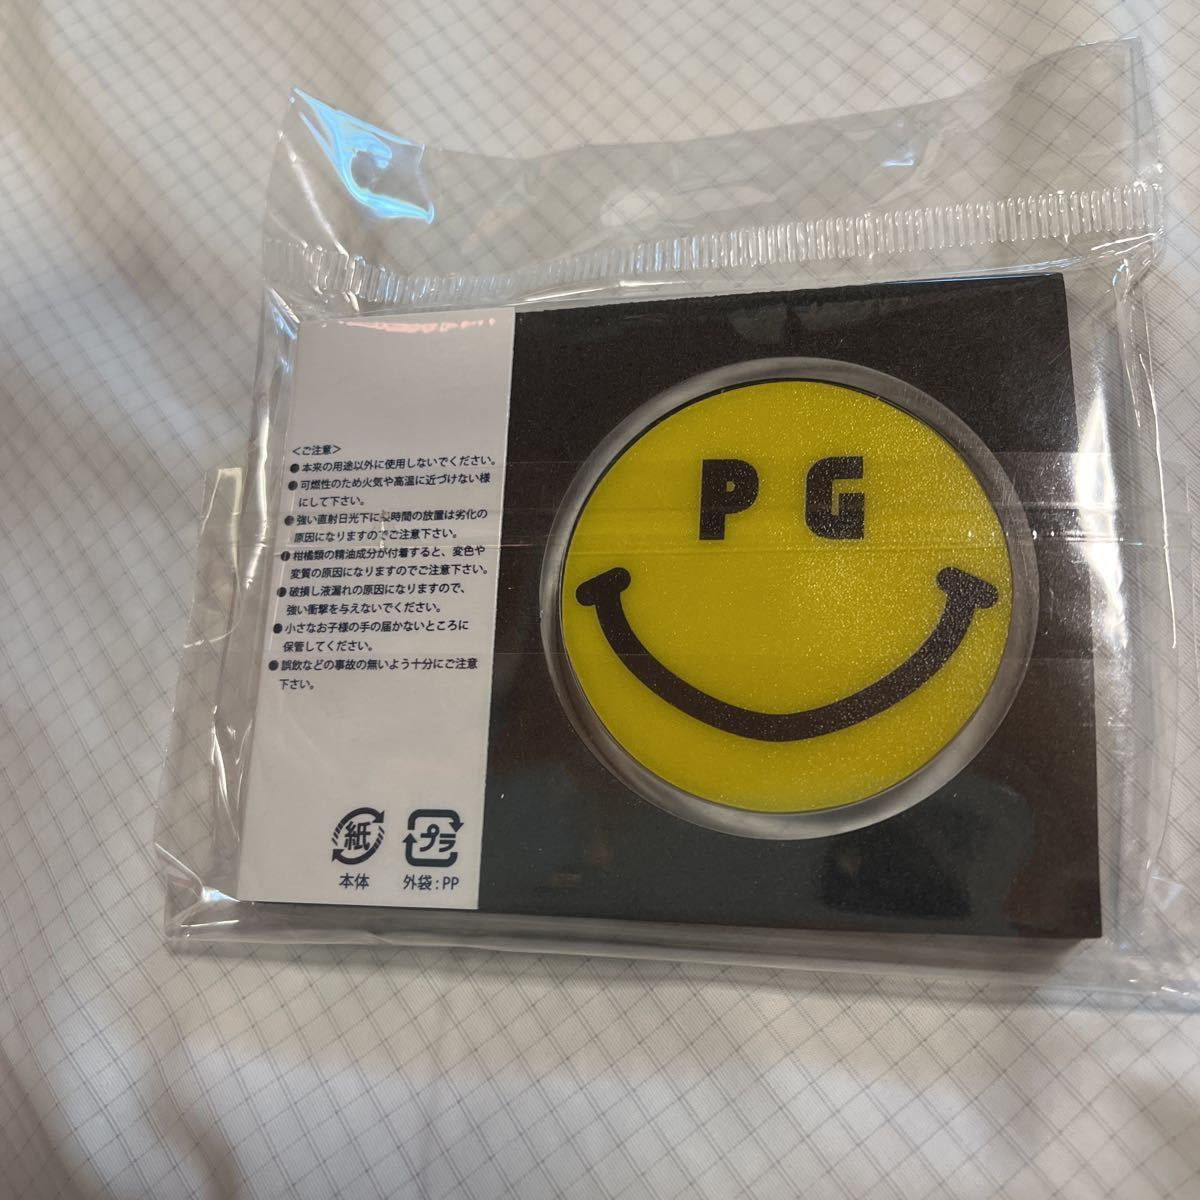 ＜ご注意＞
●本来の用途以外に使用しないでください。
●可燃性のため火気や高温に近づけない様
にして下さい。
●強い直射日光下に長時間の放置は劣化の
原因になりますのでご注意下さい。
●柑橘類の精油成分が付着すると、変色や
変質の原因になりますのでご注意下さい。
●破損し液漏れの原因になりますので、
強い衝撃を与えないでください。
●小さなお子様の手の届かないところに
保管してください。
●誤飲などの事故の無いよう十分にご注意
下さい。
紙
本体
プラ
外袋：PP
P G